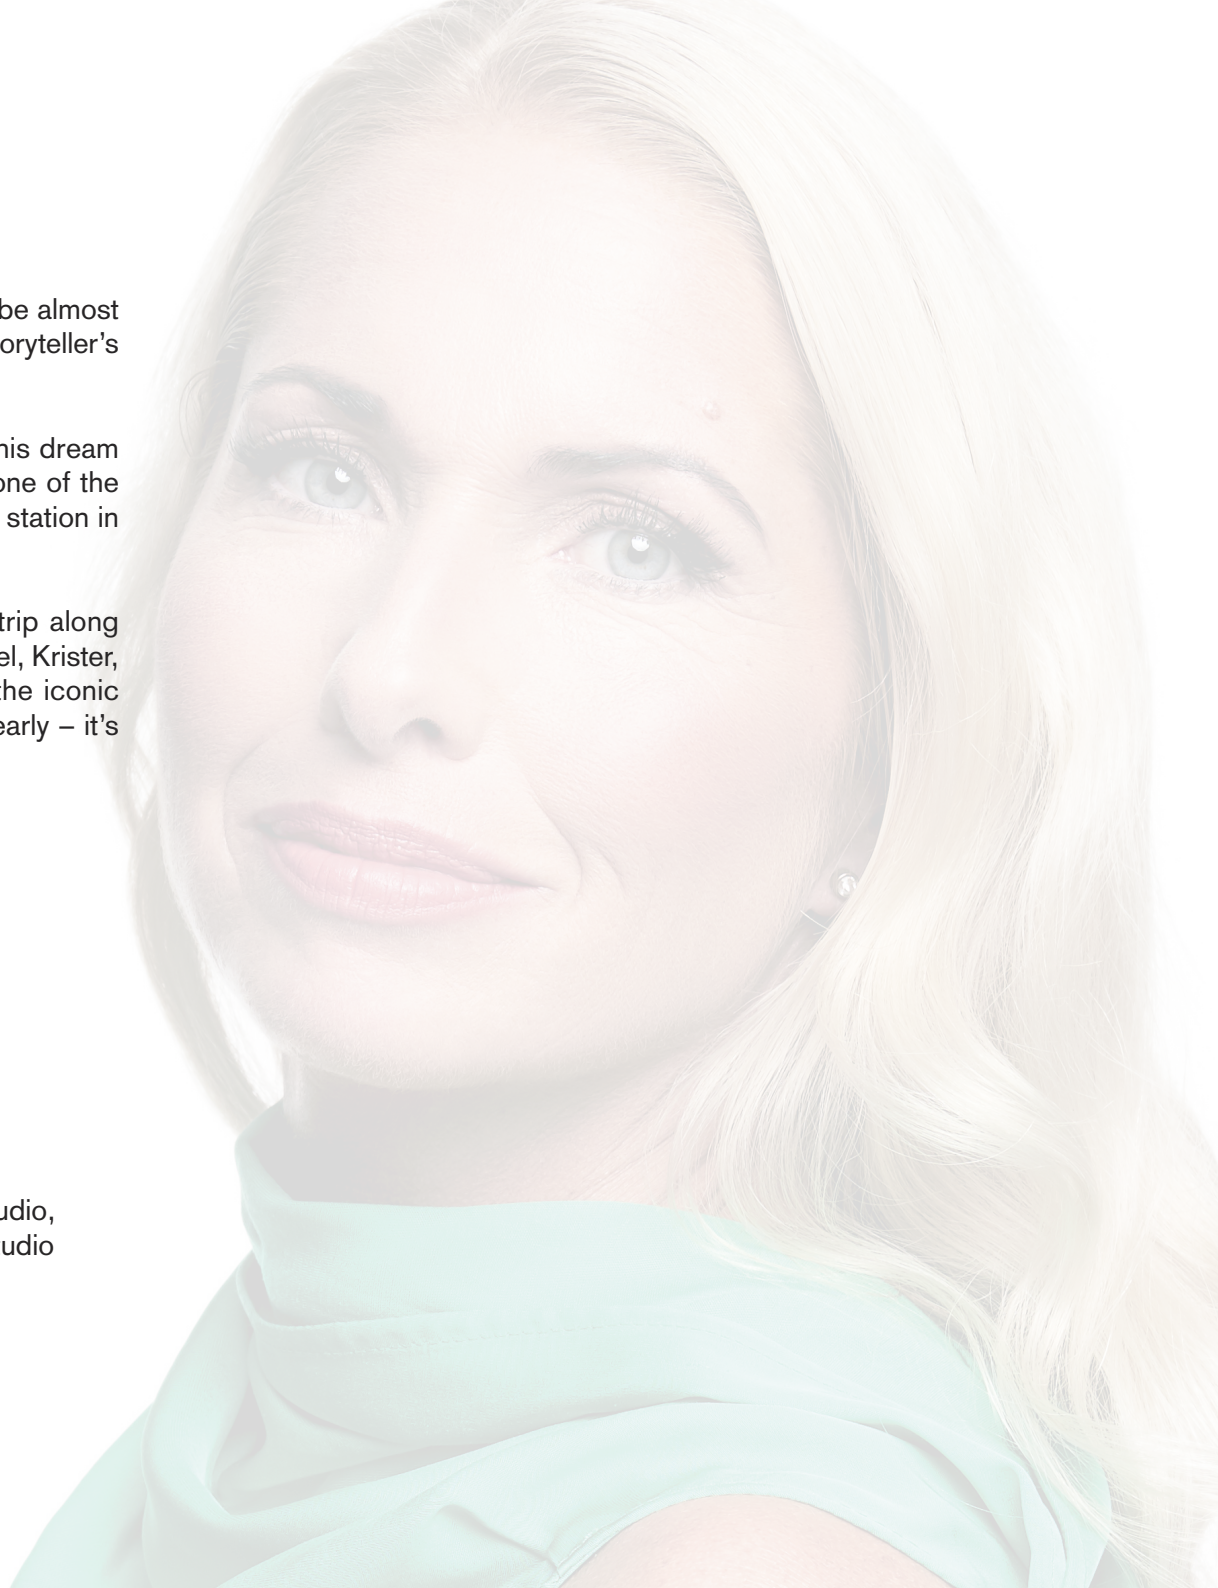 be almost
oryteller’s
his dream
one of the
station in
trip along
el, Krister,
the iconic
early – it’s
udio,
tudio